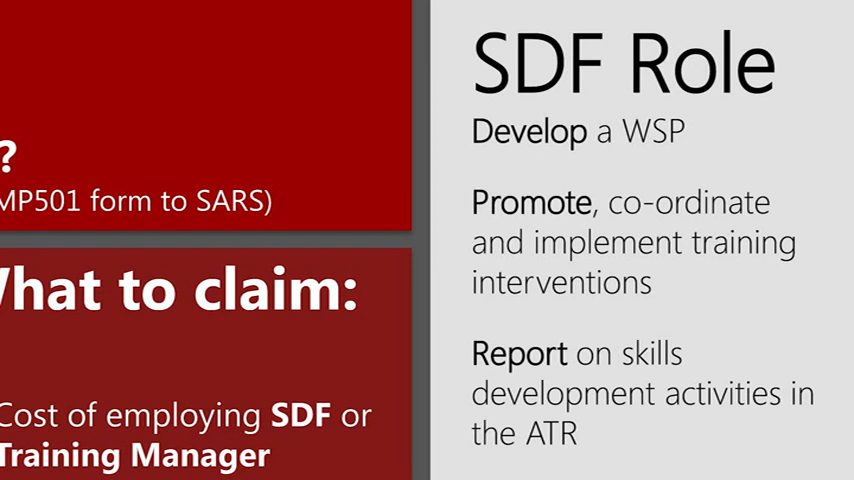 ?
MP501 form to SARS)
What to claim:
Cost of employing SDF or
Training Manager
SDF Role
Develop a WSP
Promote, co-ordinate
and implement training
interventions
Report on skills
development activities in
the ATR